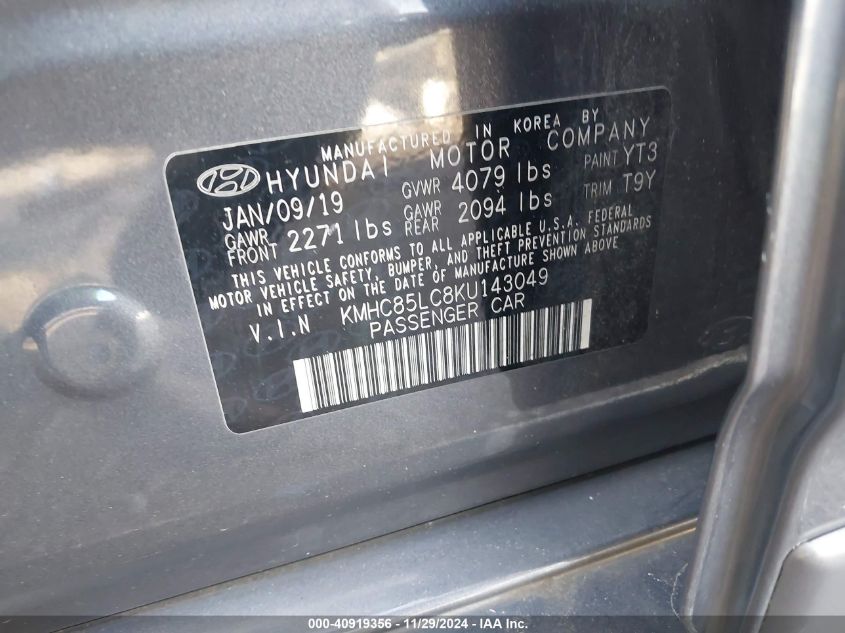 MANUFACTURED IN KOREA BY
HYUNDAI MOTOR COMPANY
JAN/09/19 GVWR 4079 lbs PAINT YT3
GAWR FRONT 2271 lbs GAWR REAR 2094 lbs TRIM T9Y
THIS VEHICLE CONFORMS TO ALL APPLICABLE U.S.A. FEDERAL
MOTOR VEHICLE SAFETY, BUMPER, AND THEFT PREVENTION STANDARDS
IN EFFECT ON THE DATE OF MANUFACTURE SHOWN ABOVE
V.I.N KMHC85LC8KU143049
PASSENGER CAR
000-40919356 - 11/29/2024 - IAA Inc.